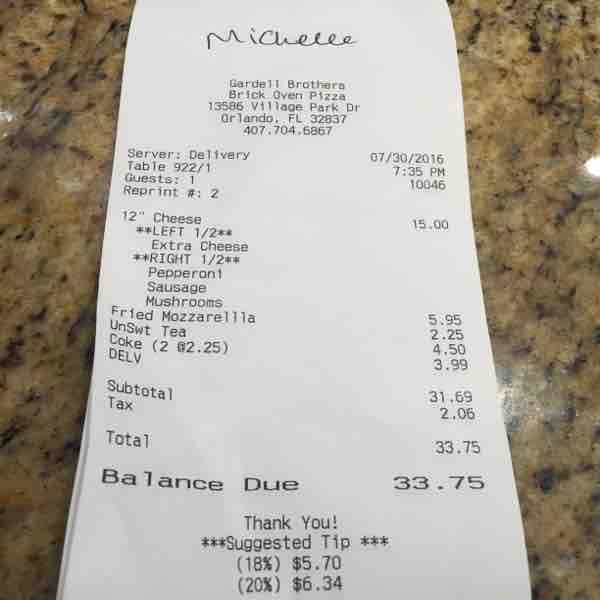 Michelle
Gardell Brothers
Brick Oven Pizza
13586 Village Park Dr
Orlando, FL 32837
407.704.6867
Server: Delivery 07/30/2016
Table 922/1 7:35 PM
Guests: 1 10046
Reprint #: 2
12" Cheese 15.00
**LEFT 1/2**
Extra Cheese
**RIGHT 1/2**
Pepperoni
Sausage
Mushrooms
Fried Mozzarellla 5.95
UnSwt Tea 2.25
Coke (2 @2.25) 4.50
DELV 3.99
Subtotal 31.69
Tax 2.06
Total 33.75
Balance Due 33.75
Thank You!
***Suggested Tip ***
(18%) $5.70
(20%) $6.34